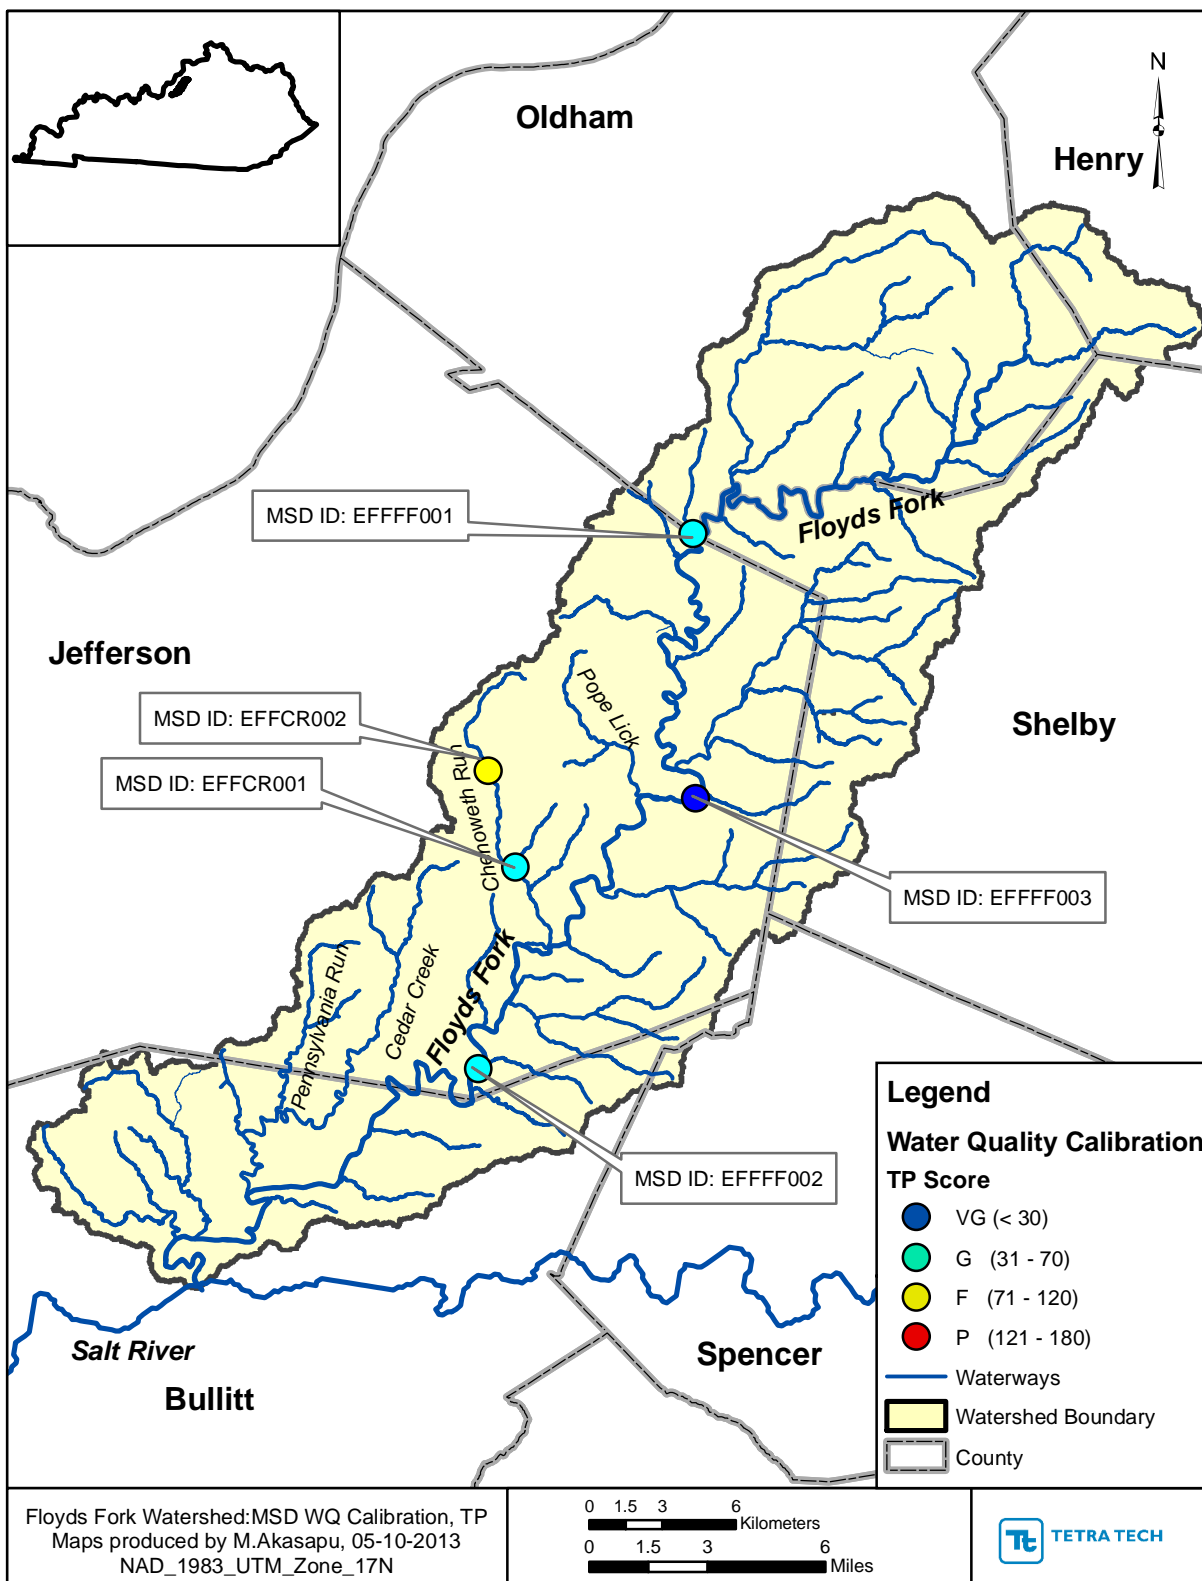 Oldham
N
Henry
MSD ID: EFFFF001
Floyds Fork
Jefferson
Pope Lick
MSD ID: EFFCR002
Shelby
MSD ID: EFFCR001
Chenoweth Run
MSD ID: EFFFF003
Pennsylvania Run
Cedar Creek
Floyds Fork
MSD ID: EFFFF002
Salt River
Bullitt
Spencer
Legend
Water Quality Calibration
TP Score
VG (< 30)
G (31 - 70)
F (71 - 120)
P (121 - 180)
Waterways
Watershed Boundary
County
Floyds Fork Watershed:MSD WQ Calibration, TP
Maps produced by M.Akasapu, 05-10-2013
NAD_1983_UTM_Zone_17N
0 1.5 3 6
Kilometers
0 1.5 3 6
Miles
Tt TETRA TECH